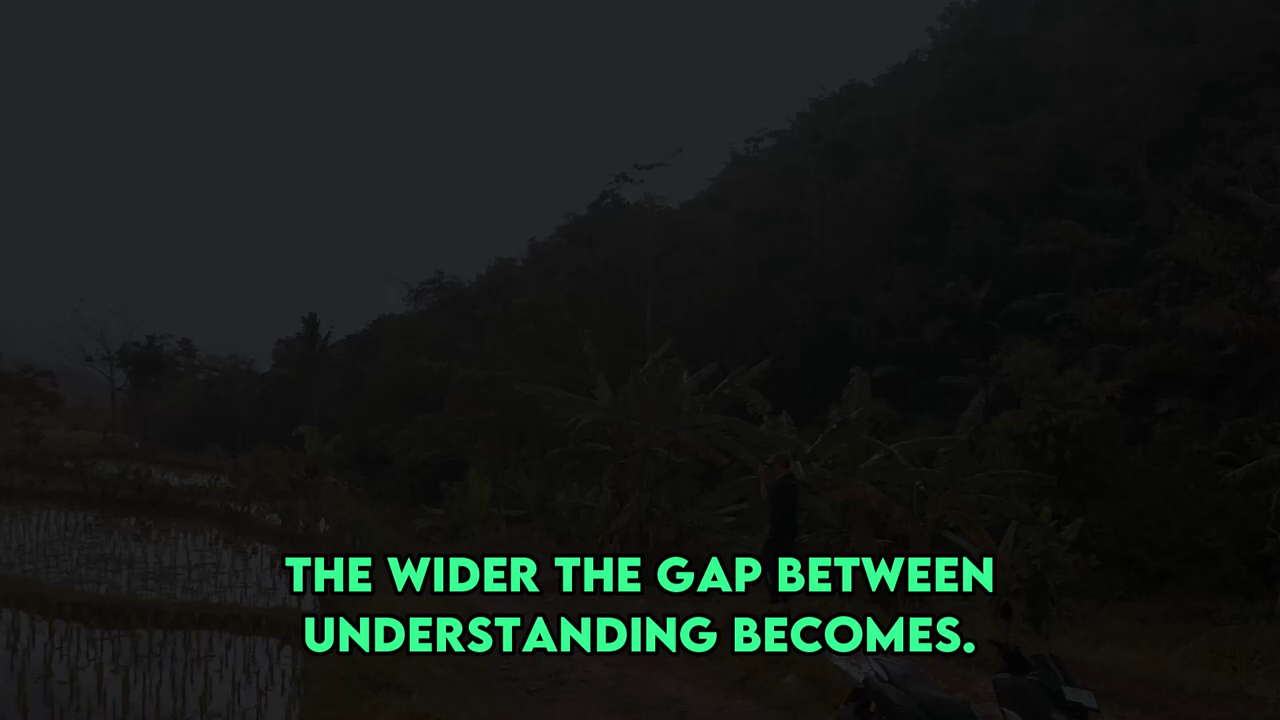 THE WIDER THE GAP BETWEEN
UNDERSTANDING BECOMES.